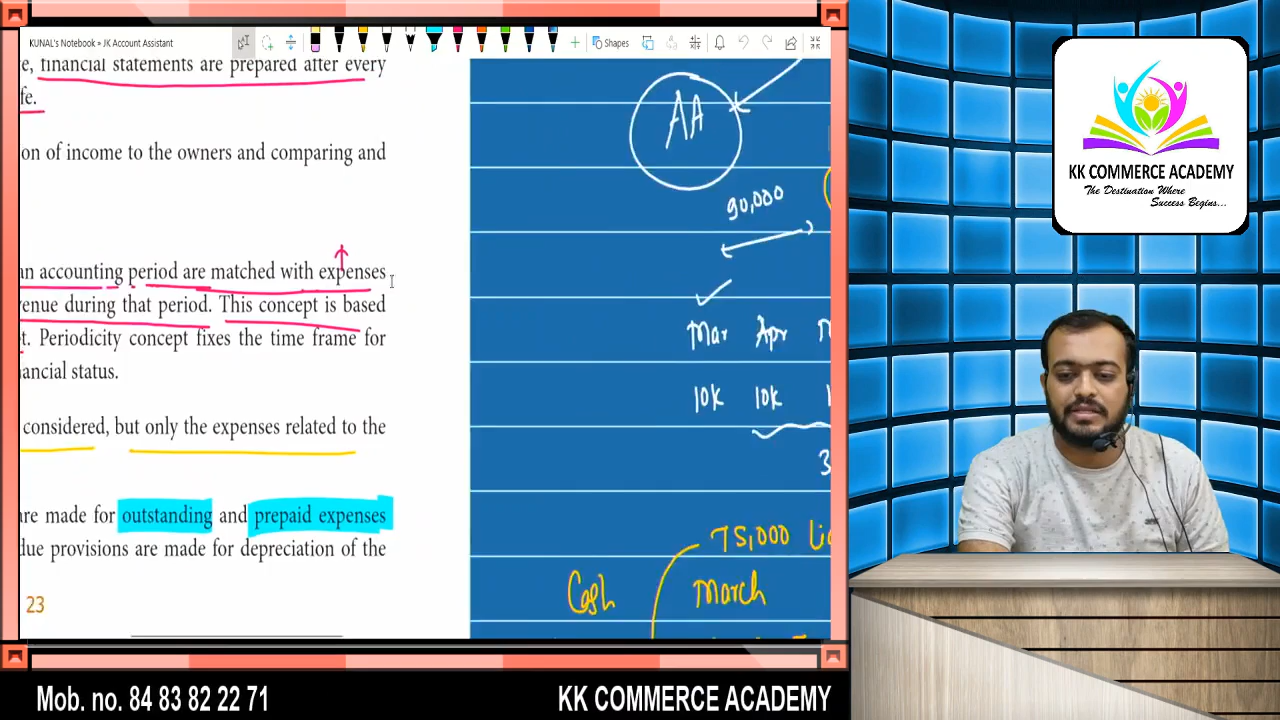 KUNAL's Notebook » JK Account Assistant
Shapes
e, financial statements are prepared after every
fe.
on of income to the owners and comparing and
an accounting period are matched with expenses
venue during that period. This concept is based
t. Periodicity concept fixes the time frame for
nancial status.
considered, but only the expenses related to the
are made for outstanding and prepaid expenses
due provisions are made for depreciation of the
23
AA
90,000
Mar Apr
10k 10k
3
75,000 Li
Cash
March
KK COMMERCE ACADEMY
The Destination Where
Success Begins...
Mob. no. 84 83 82 22 71
KK COMMERCE ACADEMY